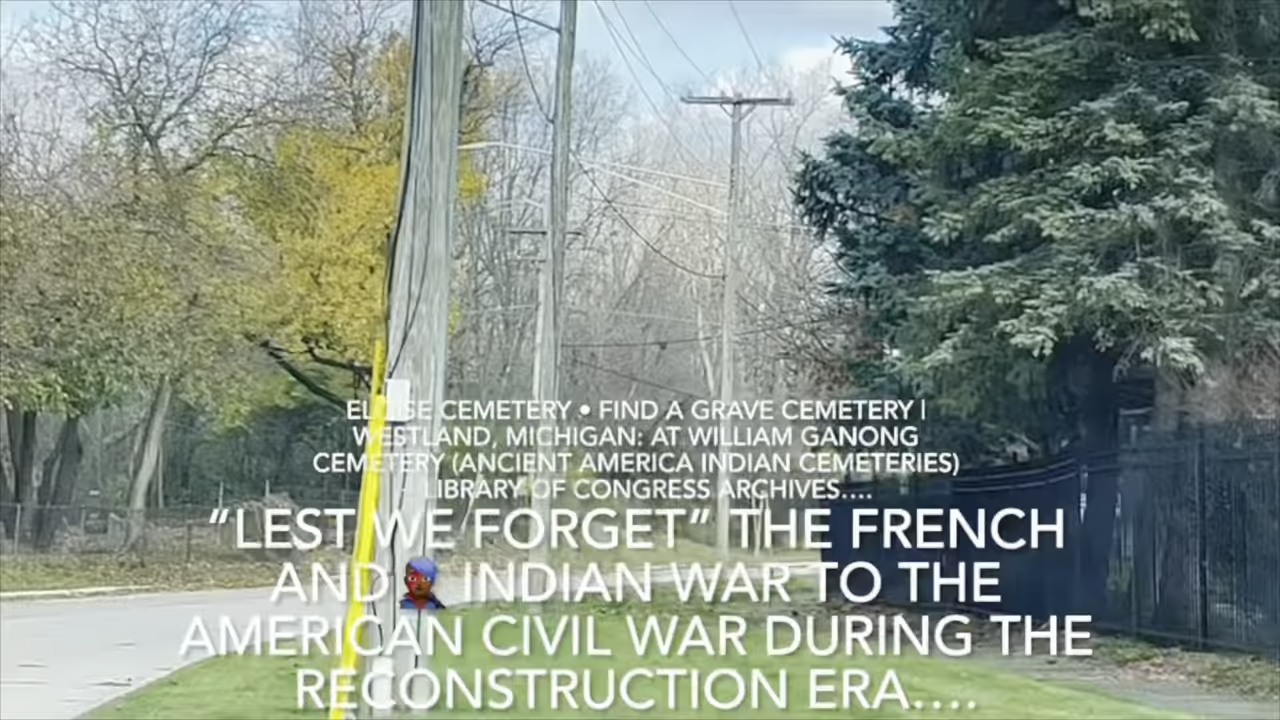 ELOISE CEMETERY • FIND A GRAVE CEMETERY |
WESTLAND, MICHIGAN: AT WILLIAM GANONG
CEMETERY (ANCIENT AMERICA INDIAN CEMETERIES)
LIBRARY OF CONGRESS ARCHIVES....
“LEST WE FORGET” THE FRENCH
AND INDIAN WAR TO THE
AMERICAN CIVIL WAR DURING THE
RECONSTRUCTION ERA....